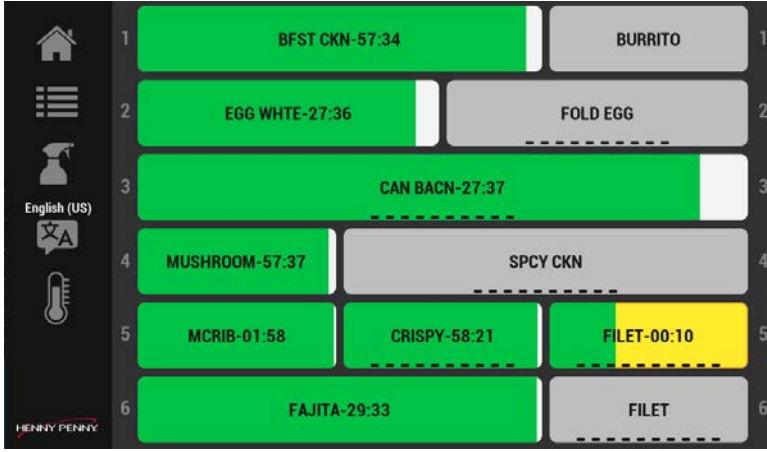 1 BFST CKN-57:34 BURRITO 1
2 EGG WHTE-27:36 FOLD EGG 2
3 CAN BACN-27:37 3
English (US)
文A
4 MUSHROOM-57:37 SPCY CKN 4
5 MCRIB-01:58 CRISPY-58:21 FILET-00:10 5
6 FAJITA-29:33 FILET 6
HENNY PENNY